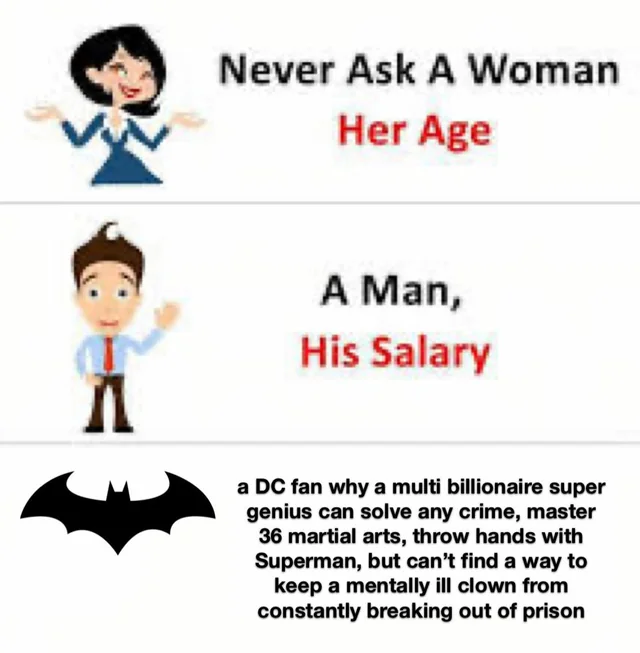 Never Ask A Woman
Her Age
A Man,
His Salary
a DC fan why a multi billionaire super
genius can solve any crime, master
36 martial arts, throw hands with
Superman, but can’t find a way to
keep a mentally ill clown from
constantly breaking out of prison